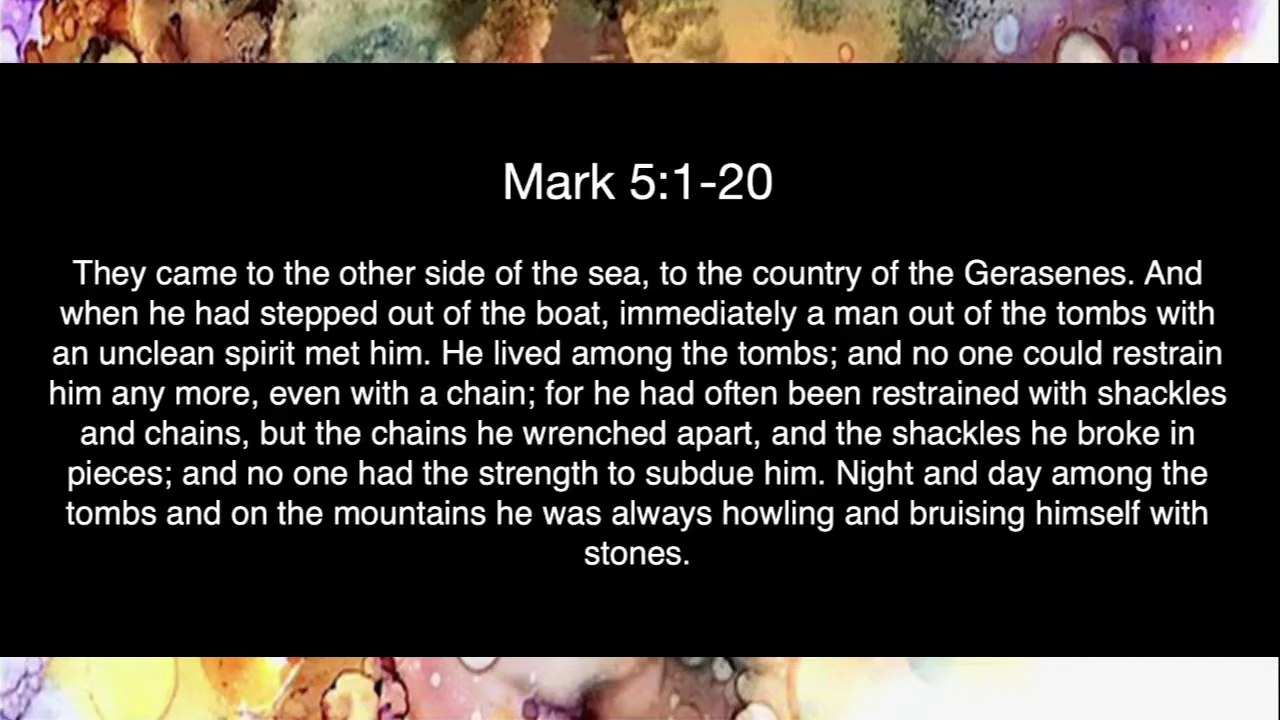 Mark 5:1-20
They came to the other side of the sea, to the country of the Gerasenes. And
when he had stepped out of the boat, immediately a man out of the tombs with
an unclean spirit met him. He lived among the tombs; and no one could restrain
him any more, even with a chain; for he had often been restrained with shackles
and chains, but the chains he wrenched apart, and the shackles he broke in
pieces; and no one had the strength to subdue him. Night and day among the
tombs and on the mountains he was always howling and bruising himself with
stones.